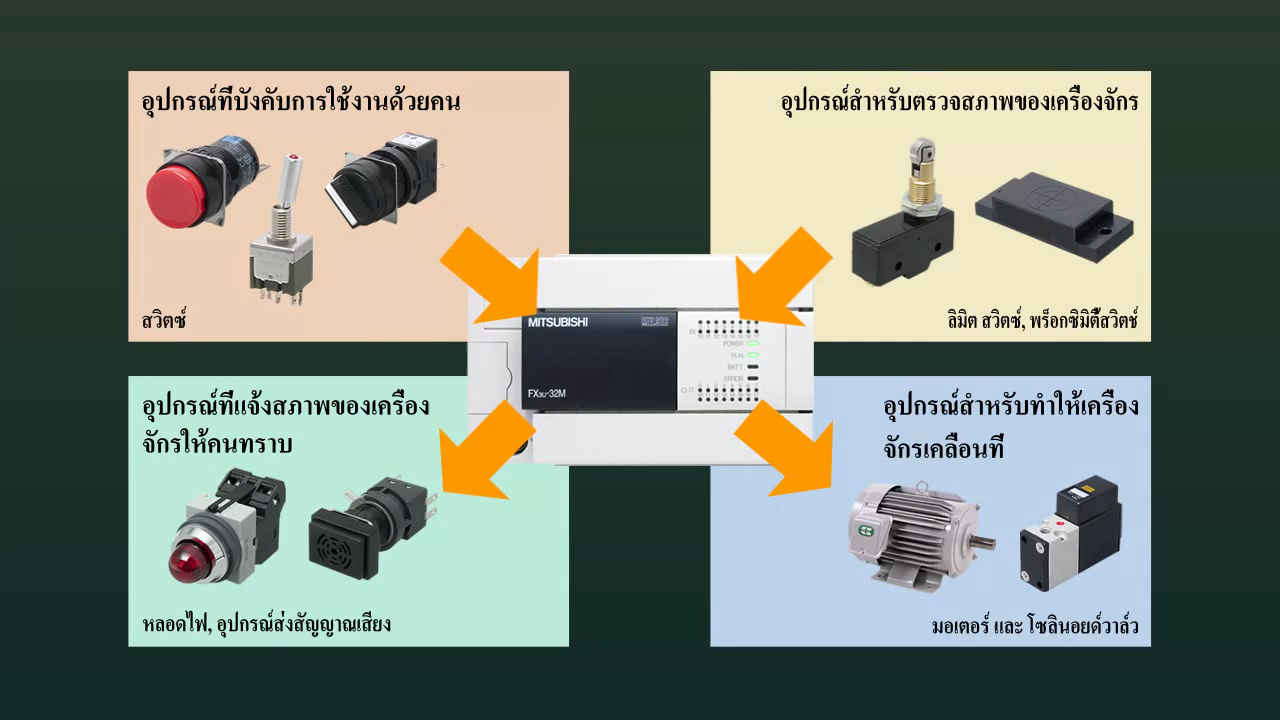 อุปกรณ์ที่บังคับการใช้งานด้วยคน
สวิตซ์
อุปกรณ์สำหรับตรวจสภาพของเครื่องจักร
ลิมิต สวิตซ์, พร็อกซิมิตี้สวิตช์
MITSUBISHI
MELSEC
FX3U-32M
IN
POWER
RUN
BATT
ERROR
OUT
อุปกรณ์ที่แจ้งสภาพของเครื่อง
จักรให้คนทราบ
หลอดไฟ, อุปกรณ์ส่งสัญญาณเสียง
อุปกรณ์สำหรับทำให้เครื่อง
จักรเคลื่อนที่
มอเตอร์ และ โซลินอยด์วาล์ว